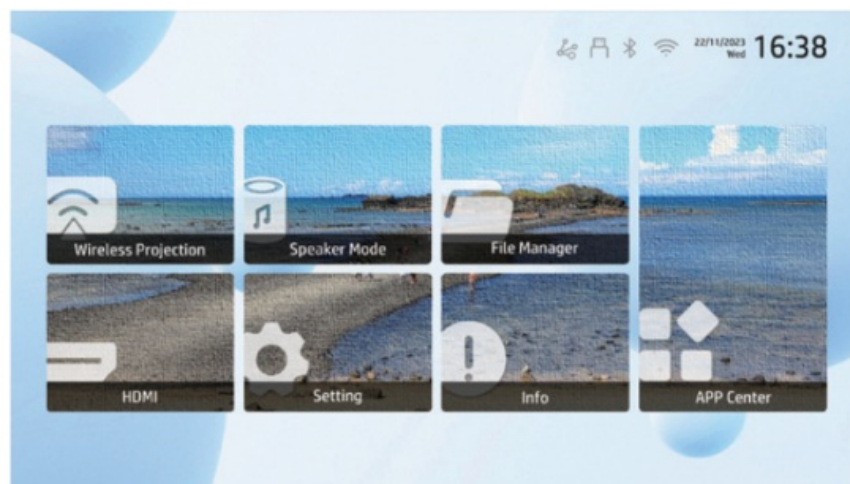 22/11/2023
Wed
16:38
Wireless Projection
Speaker Mode
File Manager
HDMI
Setting
Info
APP Center